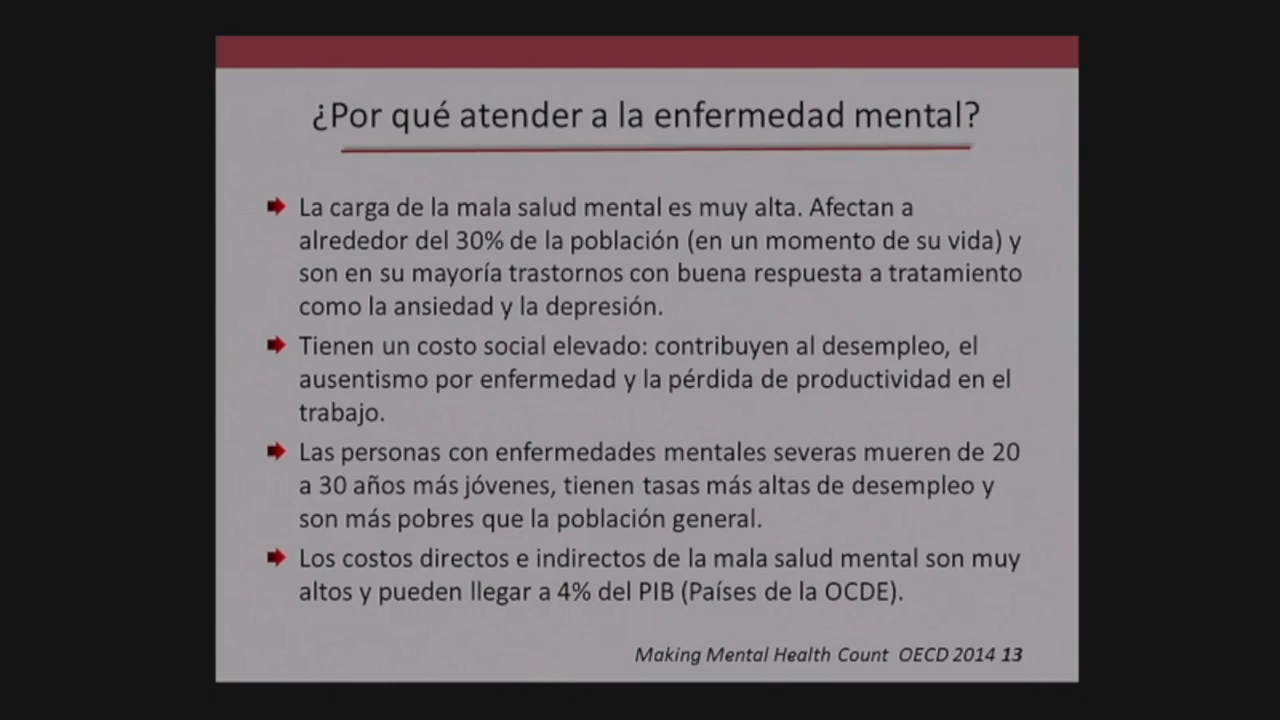 ¿Por qué atender a la enfermedad mental?
La carga de la mala salud mental es muy alta. Afectan a
alrededor del 30% de la población (en un momento de su vida) y
son en su mayoría trastornos con buena respuesta a tratamiento
como la ansiedad y la depresión.
Tienen un costo social elevado: contribuyen al desempleo, el
ausentismo por enfermedad y la pérdida de productividad en el
trabajo.
Las personas con enfermedades mentales severas mueren de 20
a 30 años más jóvenes, tienen tasas más altas de desempleo y
son más pobres que la población general.
Los costos directos e indirectos de la mala salud mental son muy
altos y pueden llegar a 4% del PIB (Países de la OCDE).
Making Mental Health Count OECD 2014 13